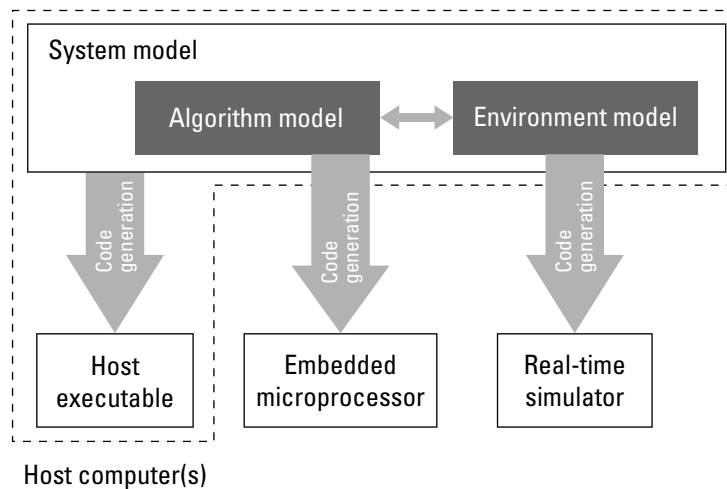 System model
Algorithm model
Environment model
Code
generation
Code
generation
Code
generation
Host
executable
Embedded
microprocessor
Real-time
simulator
Host computer(s)